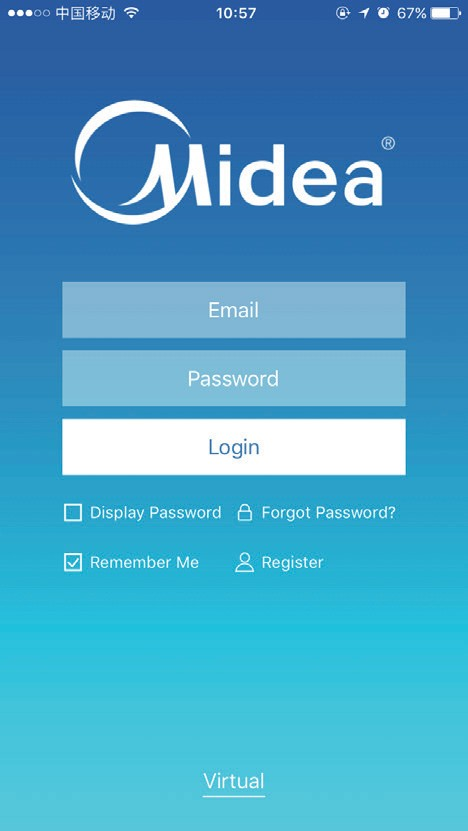 中国移动 10:57 67%
Midea®
Email
Password
Login
Display Password Forgot Password?
Remember Me Register
Virtual